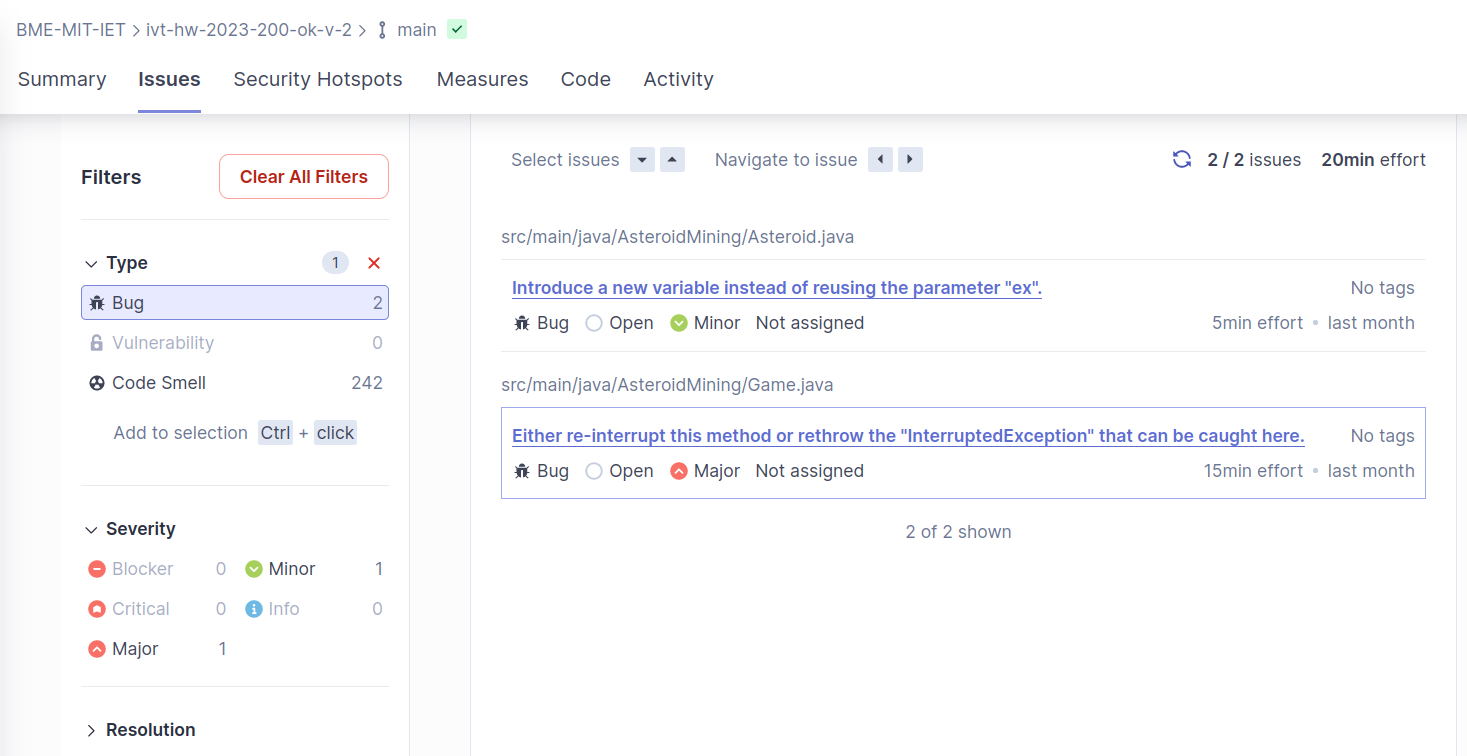 BME-MIT-IET > ivt-hw-2023-200-ok-v-2 > main
Summary Issues Security Hotspots Measures Code Activity
Filters Clear All Filters
Type 1
Bug 2
Vulnerability 0
Code Smell 242
Add to selection Ctrl + click
Severity
Blocker 0 Minor 1
Critical 0 Info 0
Major 1
Resolution
Select issues Navigate to issue 2 / 2 issues 20min effort
src/main/java/AsteroidMining/Asteroid.java
Introduce a new variable instead of reusing the parameter "ex". No tags
Bug Open Minor Not assigned 5min effort • last month
src/main/java/AsteroidMining/Game.java
Either re-interrupt this method or rethrow the "InterruptedException" that can be caught here. No tags
Bug Open Major Not assigned 15min effort • last month
2 of 2 shown